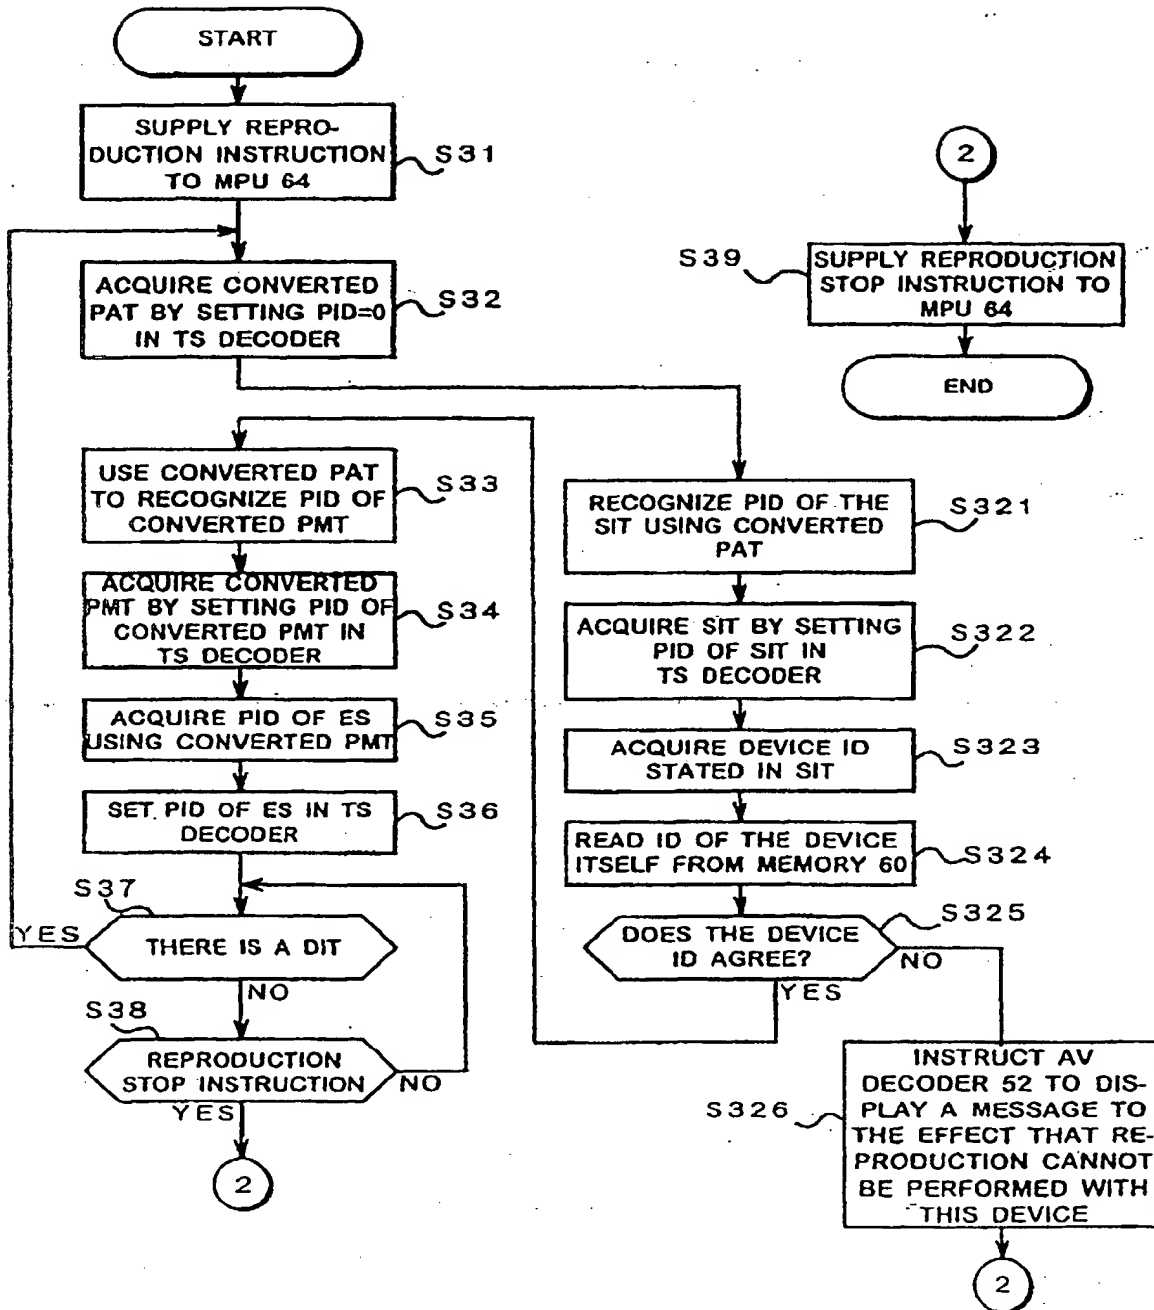 START
SUPPLY REPRO-
DUCTION INSTRUCTION
TO MPU 64
S31
ACQUIRE CONVERTED
PAT BY SETTING PID=0
IN TS DECODER
S32
USE CONVERTED PAT
TO RECOGNIZE PID OF
CONVERTED PMT
S33
ACQUIRE CONVERTED
PMT BY SETTING PID OF
CONVERTED PMT IN
TS DECODER
S34
ACQUIRE PID OF ES
USING CONVERTED PMT
S35
SET PID OF ES IN TS
DECODER
S36
S37
YES
THERE IS A DIT
NO
S38
REPRODUCTION
STOP INSTRUCTION
NO
YES
2
2
S39
SUPPLY REPRODUCTION
STOP INSTRUCTION TO
MPU 64
END
RECOGNIZE PID OF THE
SIT USING CONVERTED
PAT
S321
ACQUIRE SIT BY SETTING
PID OF SIT IN
TS DECODER
S322
ACQUIRE DEVICE ID
STATED IN SIT
S323
READ ID OF THE DEVICE
ITSELF FROM MEMORY 60
S324
S325
DOES THE DEVICE
ID AGREE?
NO
YES
S326
INSTRUCT AV
DECODER 52 TO DIS-
PLAY A MESSAGE TO
THE EFFECT THAT RE-
PRODUCTION CANNOT
BE PERFORMED WITH
THIS DEVICE
2